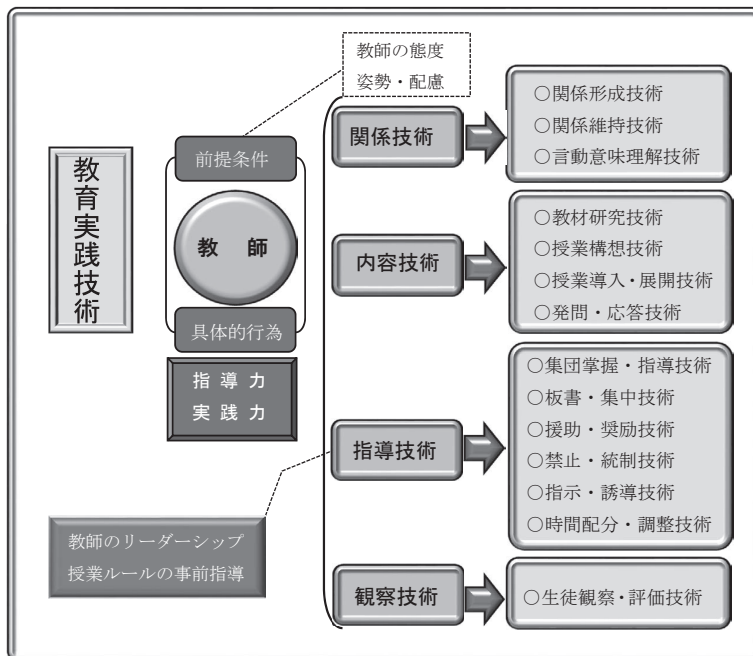 教育実践技術
教師の態度
姿勢・配慮
前提条件
教　師
具体的行為
指 導 力
実 践 力
教師のリーダーシップ
授業ルールの事前指導
関係技術
○関係形成技術
○関係維持技術
○言動意味理解技術
内容技術
○教材研究技術
○授業構想技術
○授業導入・展開技術
○発問・応答技術
指導技術
○集団掌握・指導技術
○板書・集中技術
○援助・奨励技術
○禁止・統制技術
○指示・誘導技術
○時間配分・調整技術
観察技術
○生徒観察・評価技術